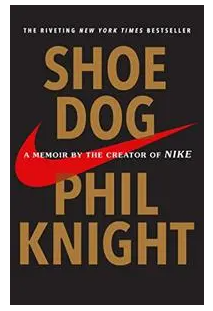 THE RIVETING NEW YORK TIMES BESTSELLER
SHOE
DOG
A MEMOIR BY THE CREATOR OF NIKE
PHIL
KNIGHT